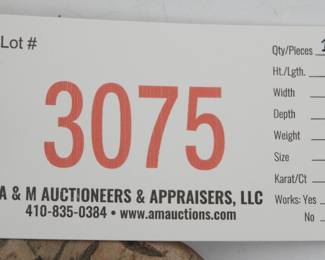 Lot #
3075
A & M AUCTIONEERS & APPRAISERS, LLC
410-835-0384 • www.amauctions.com
Qty/Pieces 1
Ht./Lgth.
Width
Depth
Weight
Size
Karat/Ct
Works: Yes
No